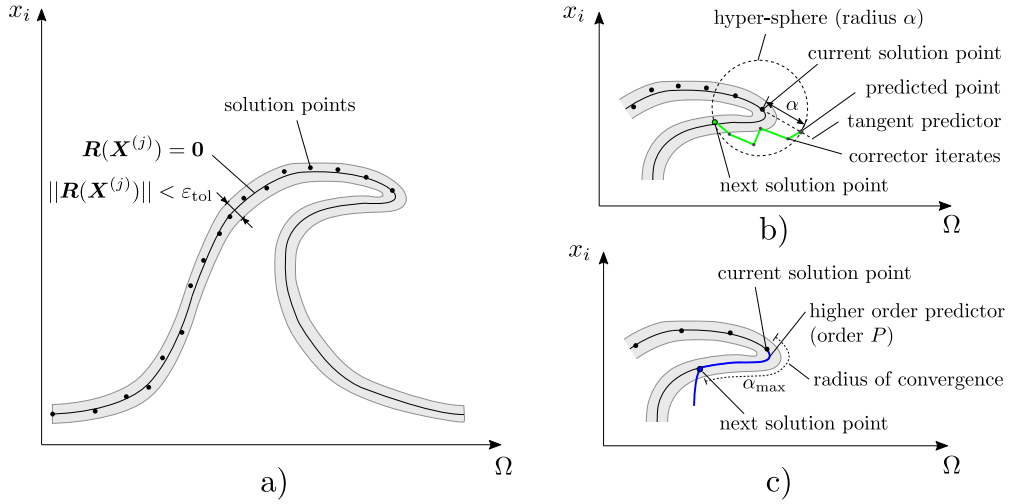 x_i
solution points
R(X^(j)) = 0
||R(X^(j))|| < ε_tol
Ω
a)
x_i
hyper-sphere (radius α)
current solution point
predicted point
α
tangent predictor
corrector iterates
next solution point
Ω
b)
x_i
current solution point
higher order predictor
(order P)
α_max
radius of convergence
next solution point
Ω
c)